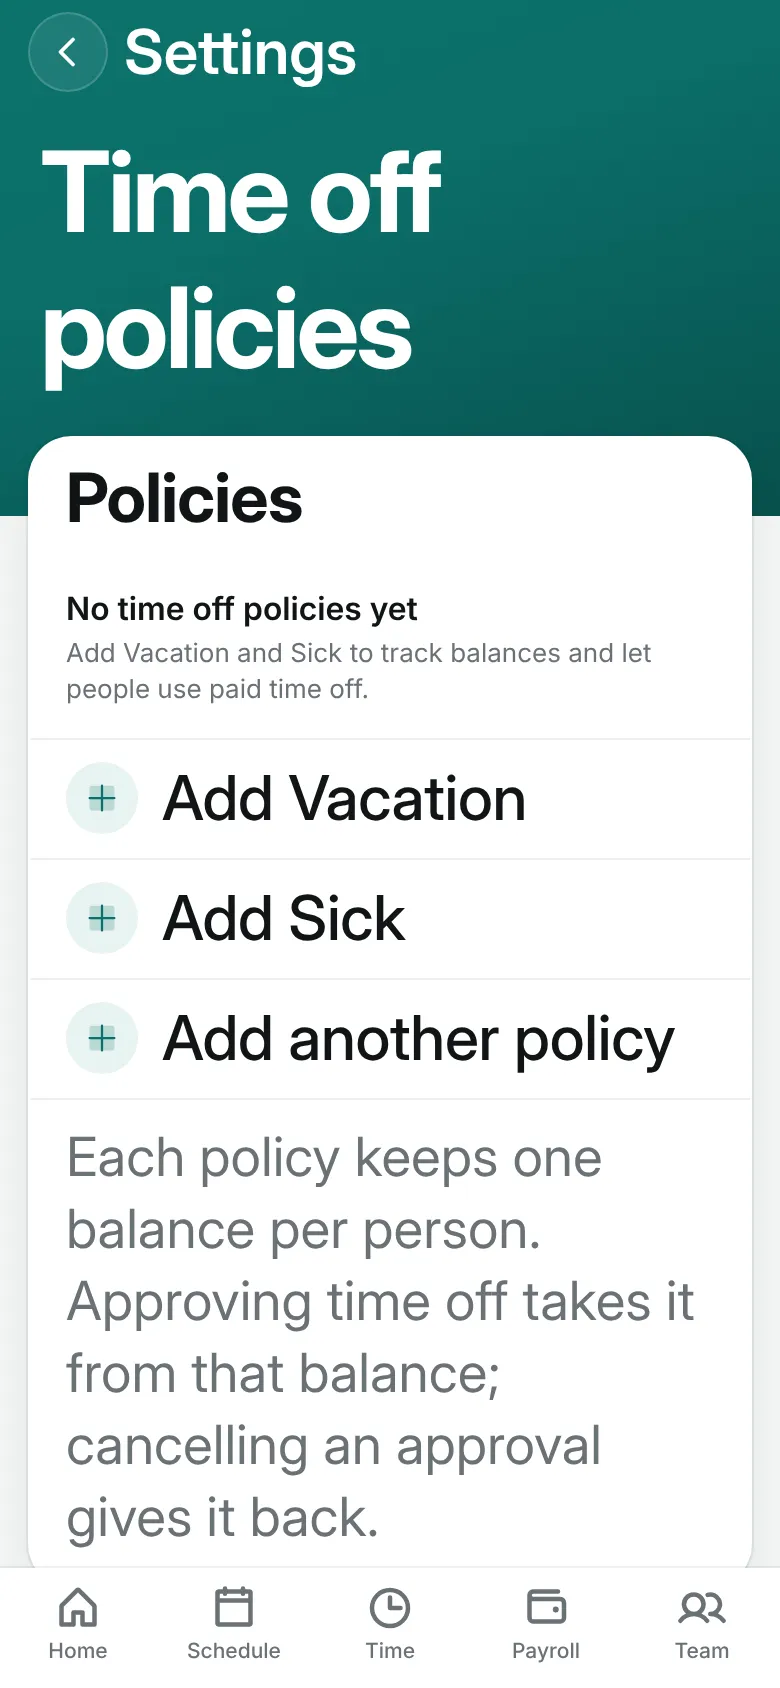 Settings
Time off
policies
Policies
No time off policies yet
Add Vacation and Sick to track balances and let
people use paid time off.
Add Vacation
Add Sick
Add another policy
Each policy keeps one
balance per person.
Approving time off takes it
from that balance;
cancelling an approval
gives it back.
Home
Schedule
Time
Payroll
Team